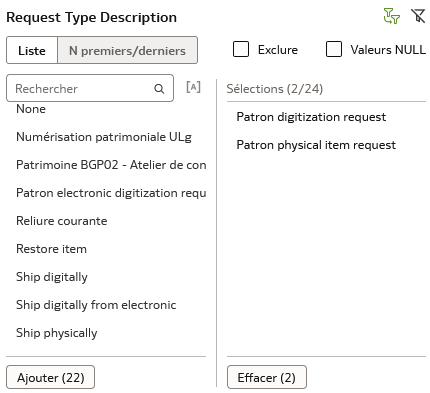 Request Type Description
Liste
N premiers/derniers
Exclure
Valeurs NULL
Rechercher
[A]
Sélections (2/24)
None
Numérisation patrimoniale ULg
Patrimoine BGP02 - Atelier de con
Patron electronic digitization requ
Reliure courante
Restore item
Ship digitally
Ship digitally from electronic
Ship physically
Patron digitization request
Patron physical item request
Ajouter (22)
Effacer (2)